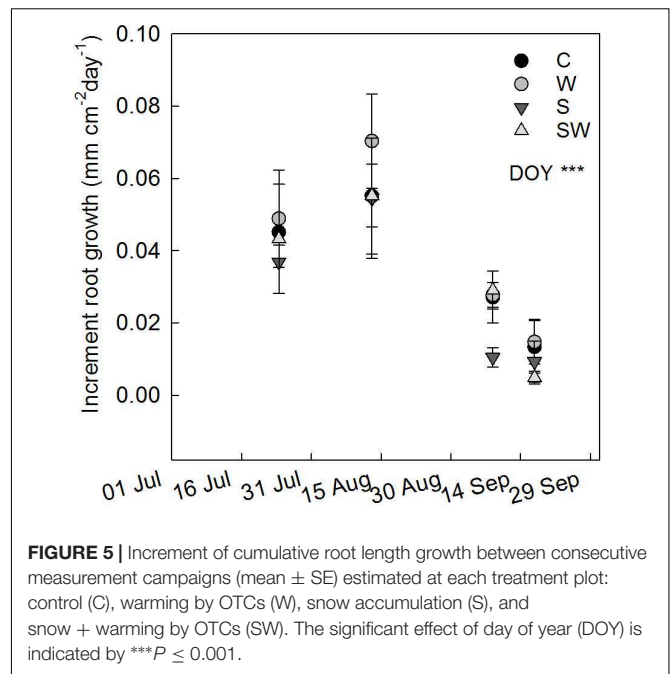 0.10
0.08
0.06
0.04
0.02
0.00
Increment root growth (mm cm⁻²day⁻¹)
C
W
S
SW
DOY ***
01 Jul
16 Jul
31 Jul
15 Aug
30 Aug
14 Sep
29 Sep
FIGURE 5 | Increment of cumulative root length growth between consecutive
measurement campaigns (mean ± SE) estimated at each treatment plot:
control (C), warming by OTCs (W), snow accumulation (S), and
snow + warming by OTCs (SW). The significant effect of day of year (DOY) is
indicated by ***P ≤ 0.001.